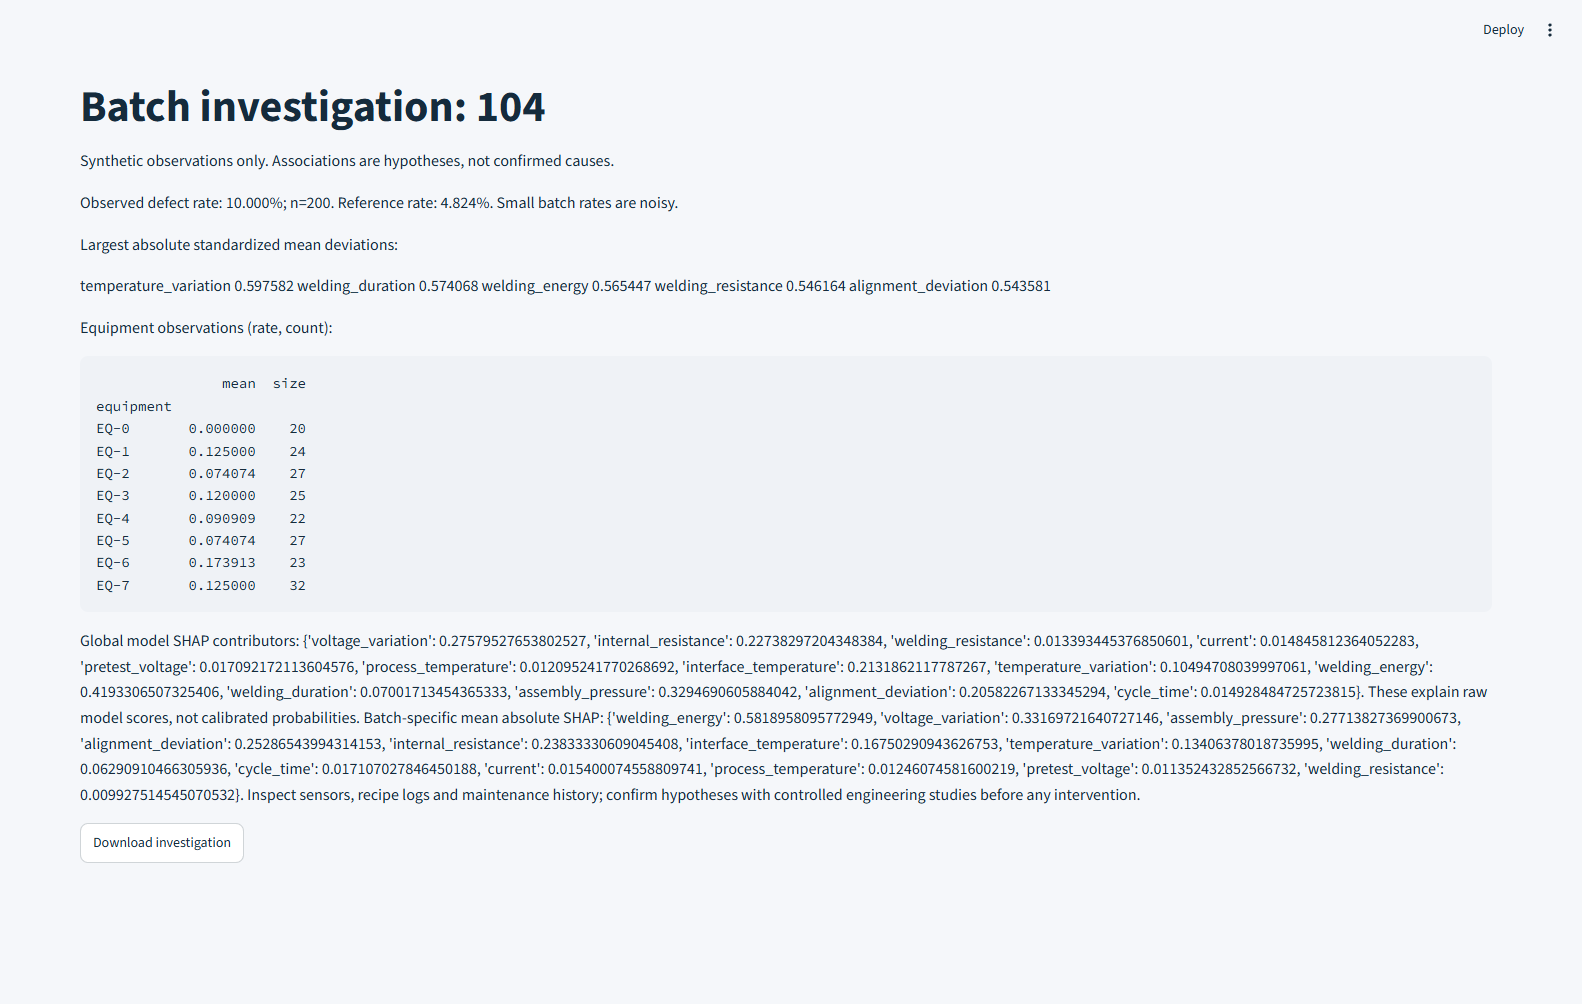 Deploy
Batch investigation: 104
Synthetic observations only. Associations are hypotheses, not confirmed causes.
Observed defect rate: 10.000%; n=200. Reference rate: 4.824%. Small batch rates are noisy.
Largest absolute standardized mean deviations:
temperature_variation 0.597582 welding_duration 0.574068 welding_energy 0.565447 welding_resistance 0.546164 alignment_deviation 0.543581
Equipment observations (rate, count):
mean size
equipment
EQ-0 0.000000 20
EQ-1 0.125000 24
EQ-2 0.074074 27
EQ-3 0.120000 25
EQ-4 0.090909 22
EQ-5 0.074074 27
EQ-6 0.173913 23
EQ-7 0.125000 32
Global model SHAP contributors: {'voltage_variation': 0.27579527653802527, 'internal_resistance': 0.22738297204348384, 'welding_resistance': 0.013393445376850601, 'current': 0.014845812364052283,
'pretest_voltage': 0.017092172113604576, 'process_temperature': 0.012095241770268692, 'interface_temperature': 0.2131862117787267, 'temperature_variation': 0.10494708039997061, 'welding_energy':
0.4193306507325406, 'welding_duration': 0.07001713454365333, 'assembly_pressure': 0.3294690605884042, 'alignment_deviation': 0.20582267133345294, 'cycle_time': 0.014928484725723815}. These explain raw
model scores, not calibrated probabilities. Batch-specific mean absolute SHAP: {'welding_energy': 0.5818958095772949, 'voltage_variation': 0.33169721640727146, 'assembly_pressure': 0.27713827369900673,
'alignment_deviation': 0.25286543994314153, 'internal_resistance': 0.23833330609045408, 'interface_temperature': 0.16750290943626753, 'temperature_variation': 0.13406378018735995, 'welding_duration':
0.06290910466305936, 'cycle_time': 0.017107027846450188, 'current': 0.015400074558809741, 'process_temperature': 0.01246074581600219, 'pretest_voltage': 0.011352432852566732, 'welding_resistance':
0.009927514545070532}. Inspect sensors, recipe logs and maintenance history; confirm hypotheses with controlled engineering studies before any intervention.
Download investigation